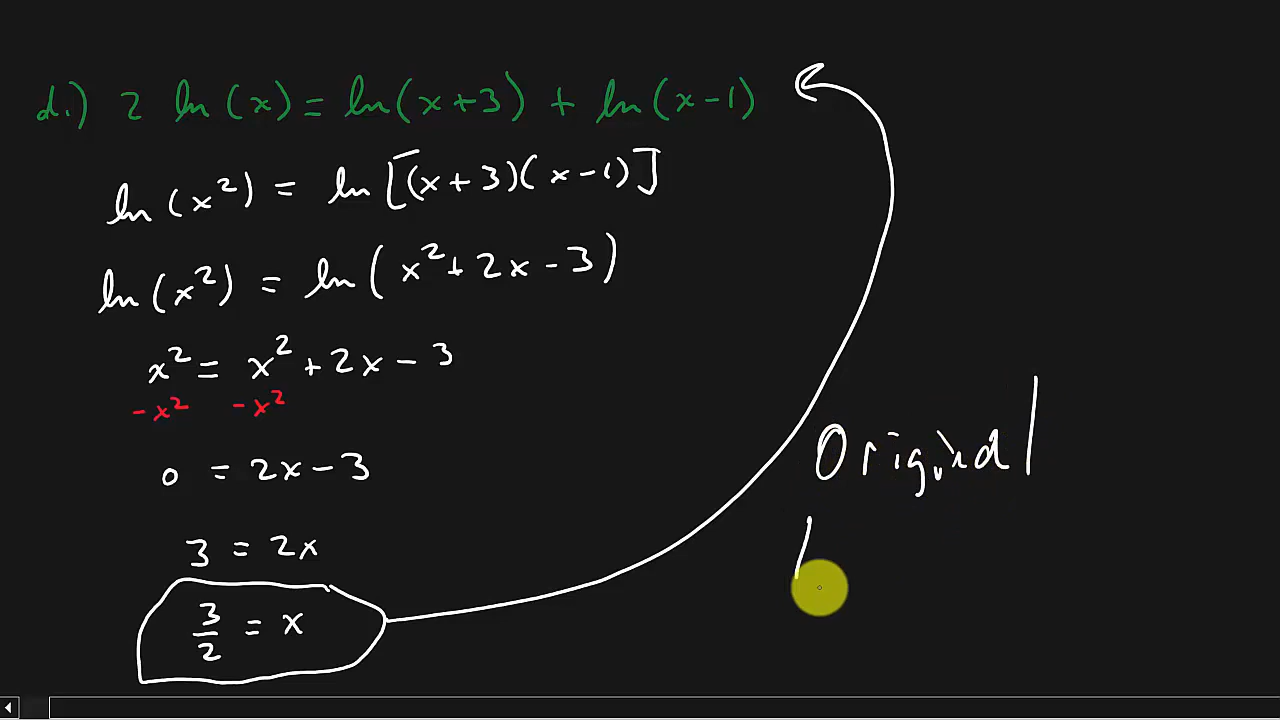 d.) 2 ln(x) = ln(x+3) + ln(x-1)
ln(x²) = ln[(x+3)(x-1)]
ln(x²) = ln(x²+2x-3)
x² = x²+2x-3
-x² -x²
0 = 2x-3
Original
3 = 2x
3/2 = x